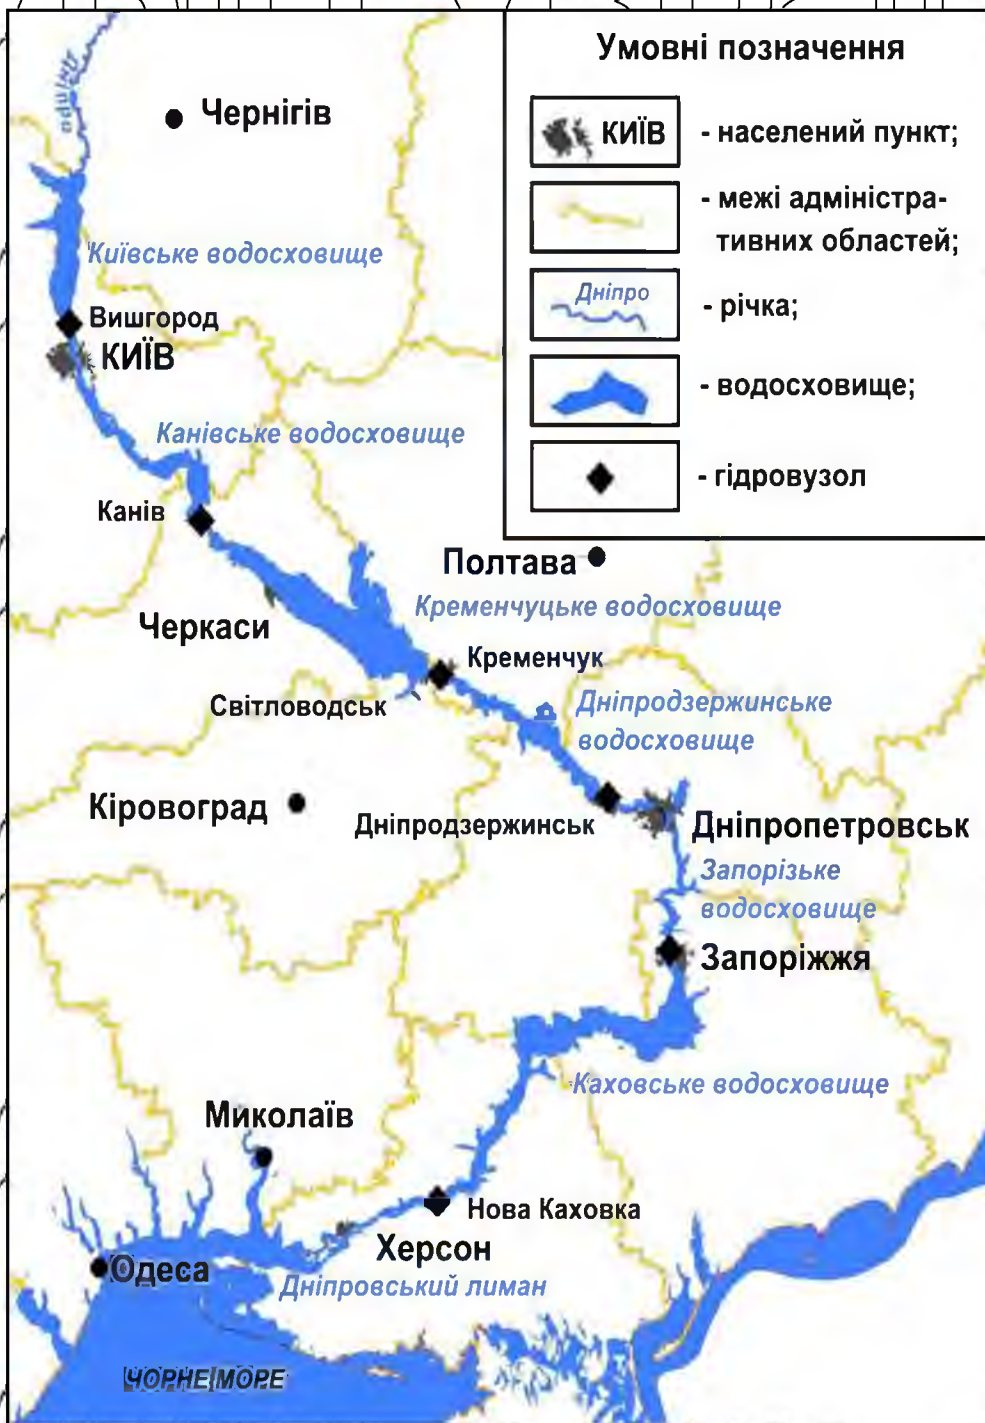 Умовні позначення
КИЇВ
- населений пункт;
- межі адміністра-
тивних областей;
Дніпро
- річка;
- водосховище;
- гідровузол
Дніпро
Чернігів
Київське водосховище
Вишгород
КИЇВ
Канівське водосховище
Канів
Полтава
Кременчуцьке водосховище
Черкаси
Кременчук
Світловодськ
Дніпродзержинське
водосховище
Кіровоград
Дніпродзержинськ
Дніпропетровськ
Запорізьке
водосховище
Запоріжжя
Каховське водосховище
Миколаїв
Нова Каховка
Херсон
Одеса
Дніпровський лиман
ЧОРНЕ МОРЕ